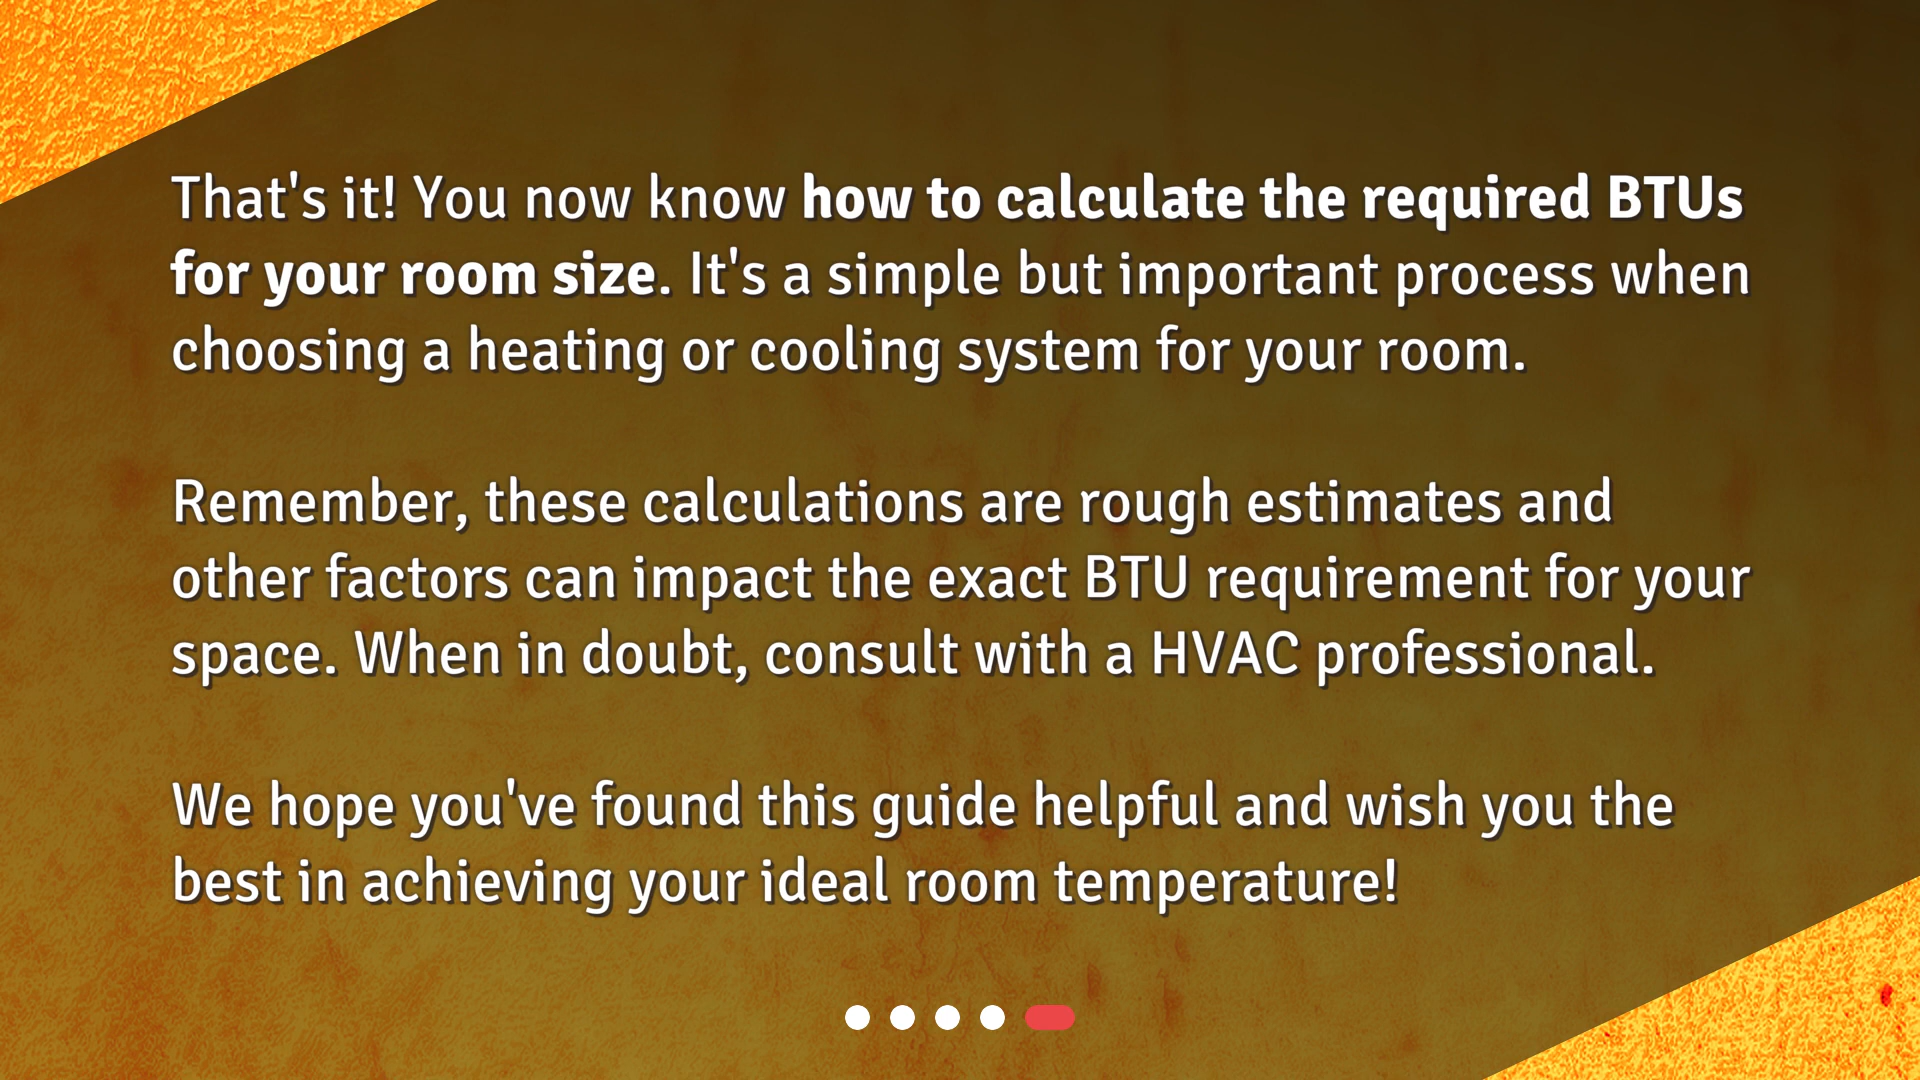 That's it! You now know how to calculate the required BTUs
for your room size. It's a simple but important process when
choosing a heating or cooling system for your room.
Remember, these calculations are rough estimates and
other factors can impact the exact BTU requirement for your
space. When in doubt, consult with a HVAC professional.
We hope you've found this guide helpful and wish you the
best in achieving your ideal room temperature!